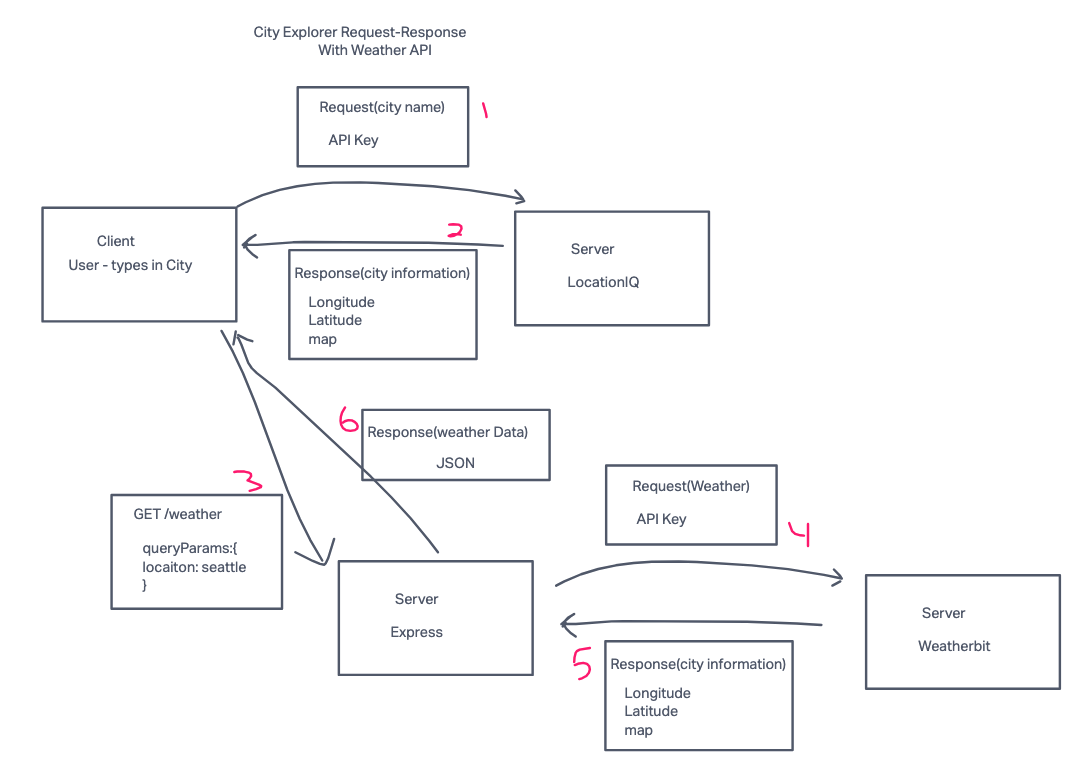 City Explorer Request-Response
With Weather API
Request(city name)
API Key
1
Client
User - types in City
2
Server
LocationIQ
Response(city information)
Longitude
Latitude
map
6
Response(weather Data)
JSON
3
GET /weather
queryParams:{
locaiton: seattle
}
Request(Weather)
API Key
4
Server
Express
Server
Weatherbit
5
Response(city information)
Longitude
Latitude
map